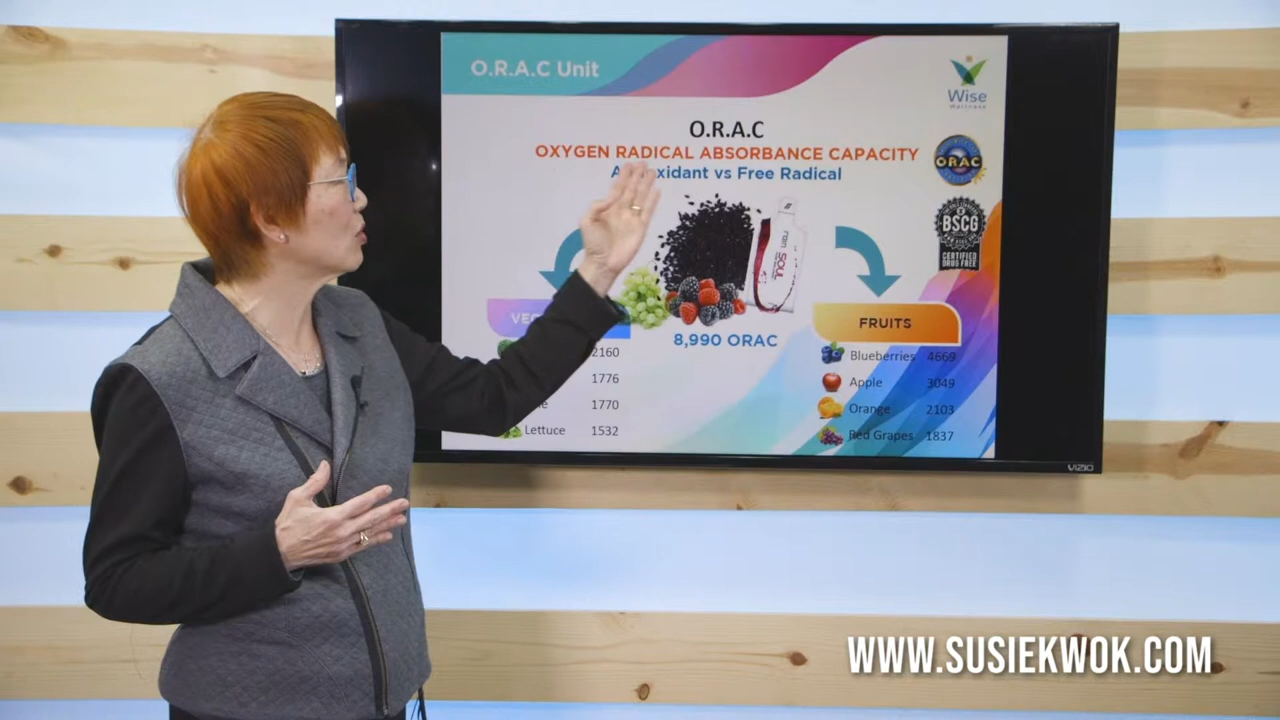 O.R.A.C Unit
Wise
Wellness
O.R.A.C
OXYGEN RADICAL ABSORBANCE CAPACITY
vs Free Radical
ORAC
BSCG
CERTIFIED
DRUG FREE
rain
SOUL
8,990 ORAC
2160
1776
1770
Lettuce 1532
FRUITS
Blueberries 4669
Apple 3049
Orange 2103
Red Grapes 1837
VIZIO
WWW.SUSIEKWOK.COM